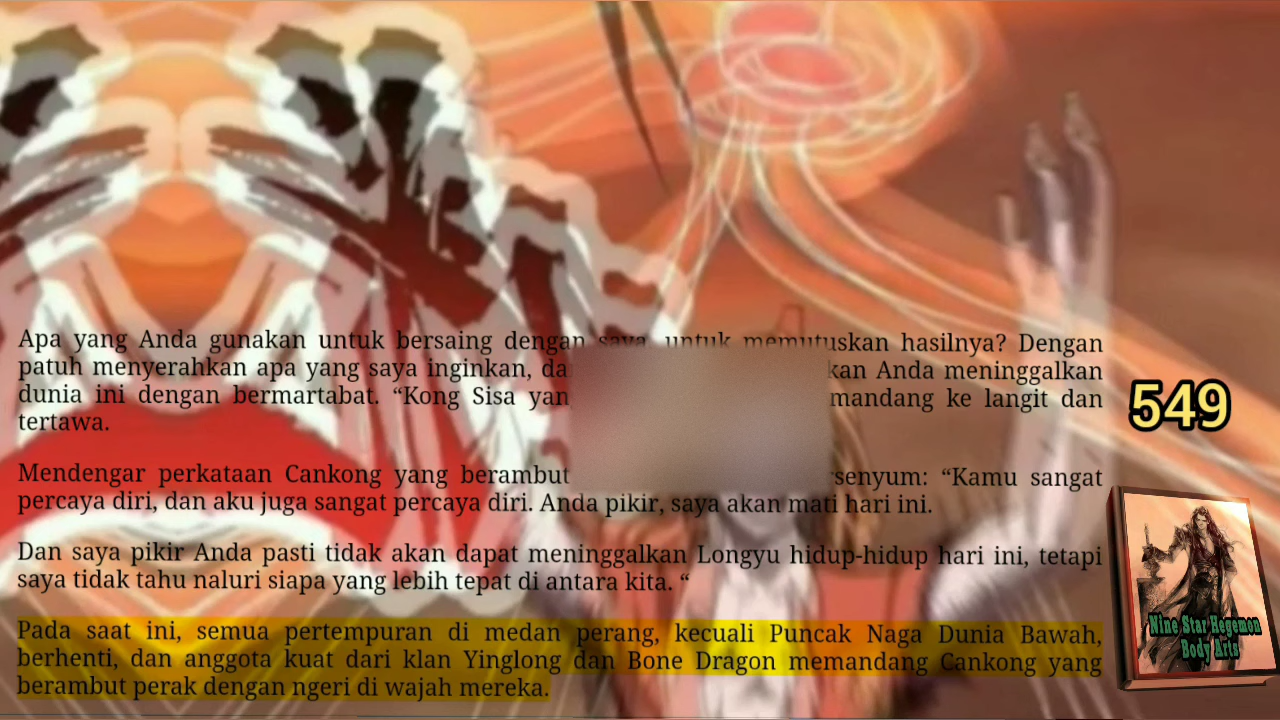 Apa yang Anda gunakan untuk bersaing dengan saya, untuk memutuskan hasilnya? Dengan
patuh menyerahkan apa yang saya inginkan, Anda meninggalkan
dunia ini dengan bermartabat. “Kong Sisa ke langit dan
tertawa.
Mendengar perkataan Cankong yang berambut “Kamu sangat
percaya diri, dan aku juga sangat percaya diri. Anda pikir, saya akan mati hari ini.
Dan saya pikir Anda pasti tidak akan dapat meninggalkan Longyu hidup-hidup hari ini, tetapi
saya tidak tahu naluri siapa yang lebih tepat di antara kita. “
Pada saat ini, semua pertempuran di medan perang, kecuali Puncak Naga Dunia Bawah,
berhenti, dan anggota kuat dari klan Yinglong dan Bone Dragon memandang Cankong yang
berambut perak dengan ngeri di wajah mereka.
549
Nine Star Hegemon
Body Arts